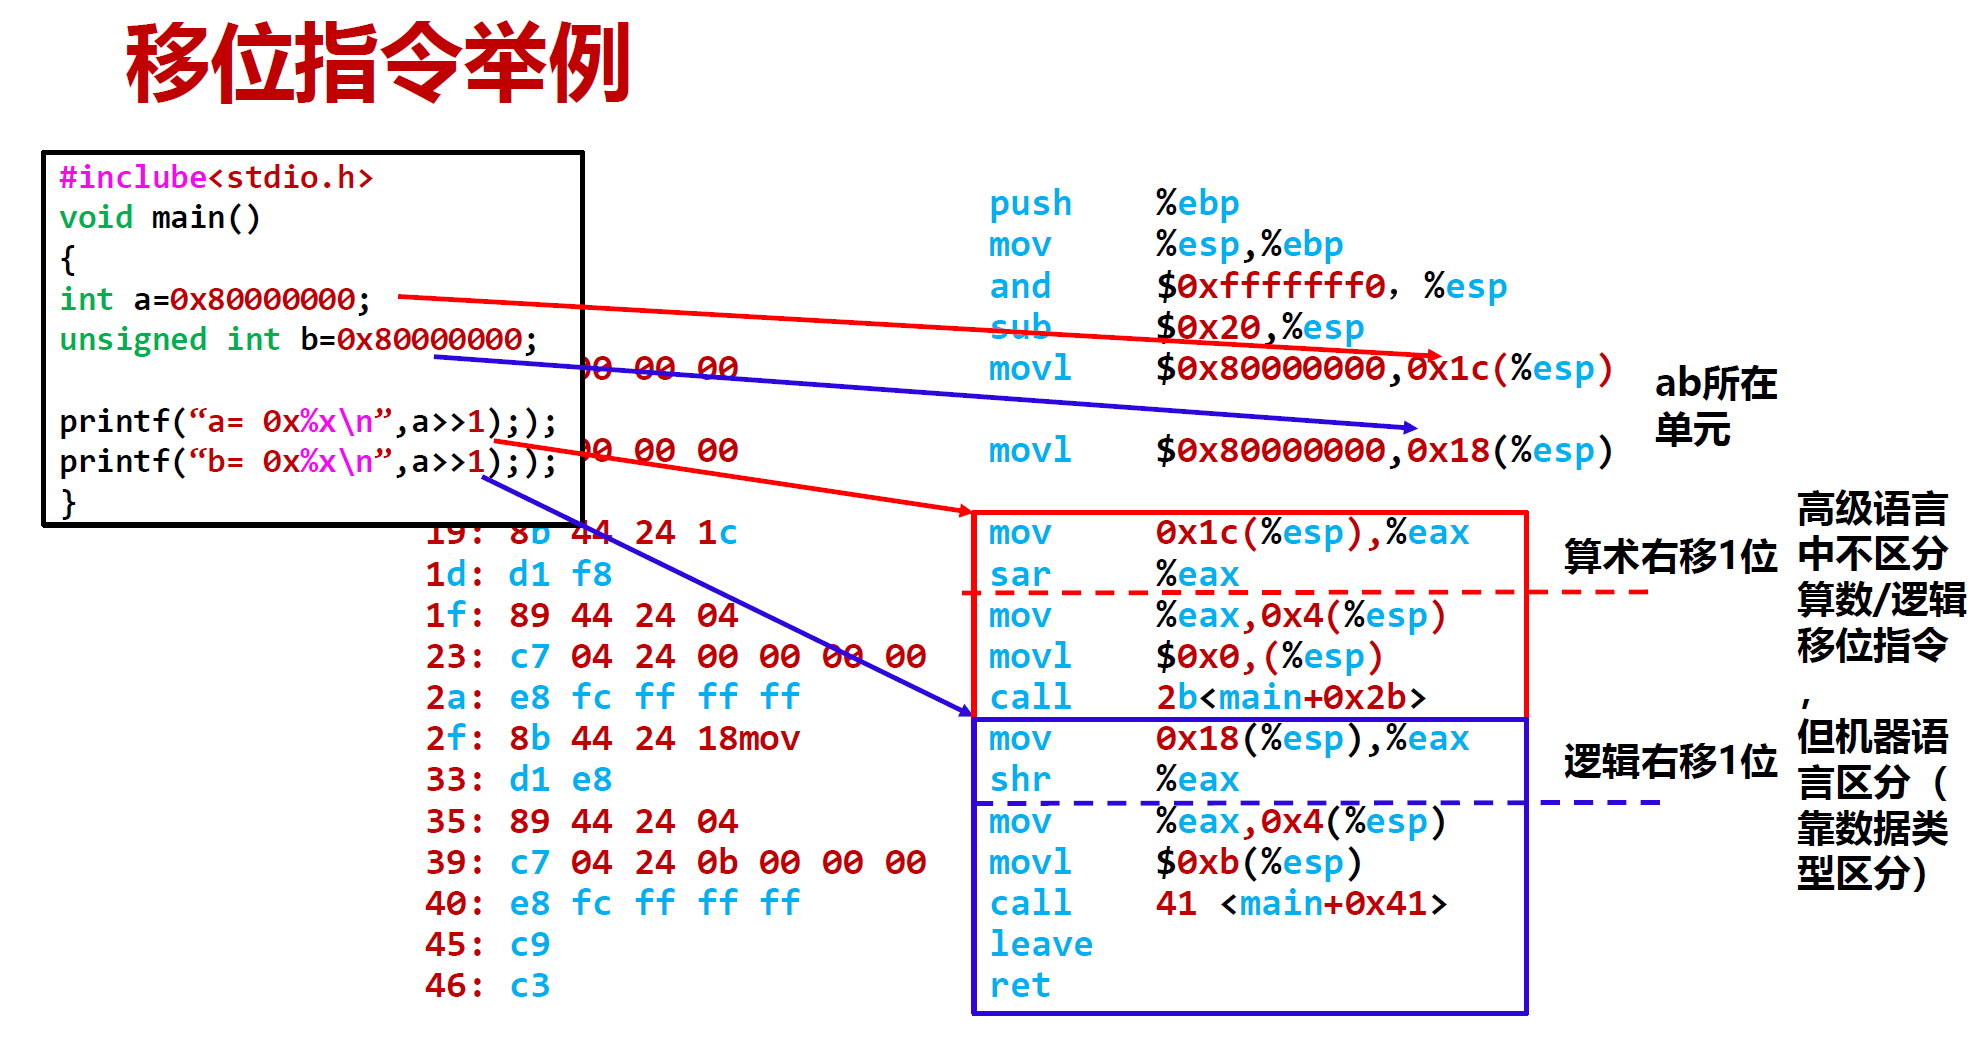 移位指令举例
#inclube<stdio.h>
void main()
{
int a=0x80000000;
unsigned int b=0x80000000;
printf(“a= 0x%x\n”,a>>1););
printf(“b= 0x%x\n”,a>>1););
}
push %ebp
mov %esp,%ebp
and $0xfffffff0, %esp
sub $0x20,%esp
00 00 00 movl $0x80000000,0x1c(%esp)
00 00 00 movl $0x80000000,0x18(%esp)
ab所在
单元
19: 8b 44 24 1c mov 0x1c(%esp),%eax
1d: d1 f8 sar %eax
1f: 89 44 24 04 mov %eax,0x4(%esp)
23: c7 04 24 00 00 00 00 movl $0x0,(%esp)
2a: e8 fc ff ff ff call 2b<main+0x2b>
2f: 8b 44 24 18mov mov 0x18(%esp),%eax
33: d1 e8 shr %eax
35: 89 44 24 04 mov %eax,0x4(%esp)
39: c7 04 24 0b 00 00 00 movl $0xb(%esp)
40: e8 fc ff ff ff call 41 <main+0x41>
45: c9 leave
46: c3 ret
算术右移1位
逻辑右移1位
高级语言
中不区分
算数/逻辑
移位指令
,
但机器语
言区分（
靠数据类
型区分）